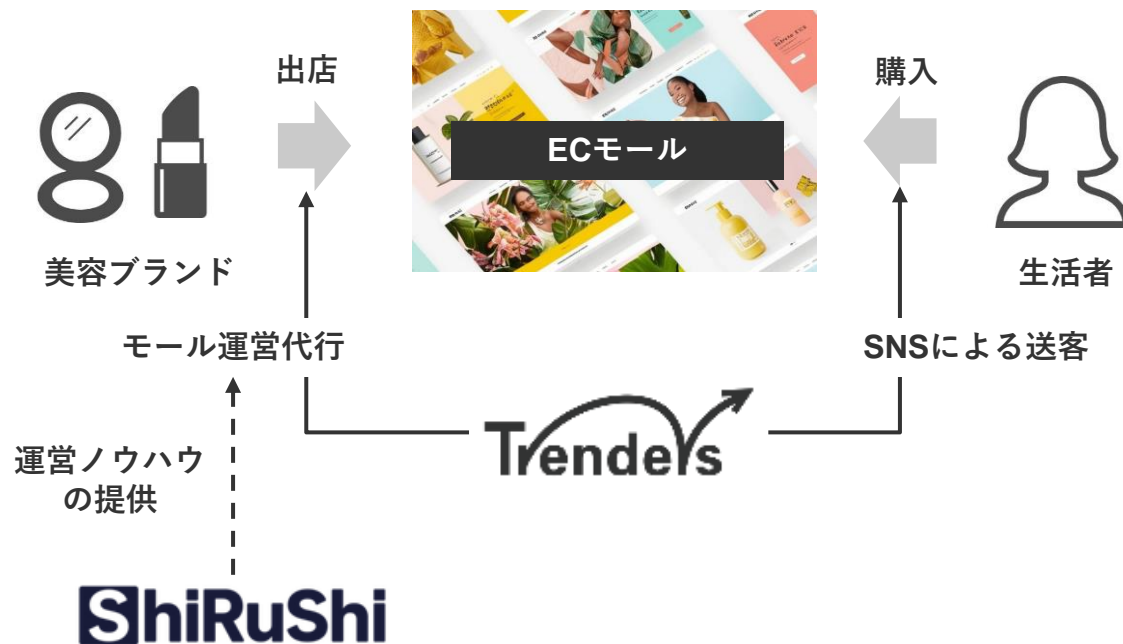 出店
購入
ECモール
美容ブランド
生活者
モール運営代行
SNSによる送客
Trenders
運営ノウハウ
の提供
ShiRuShi